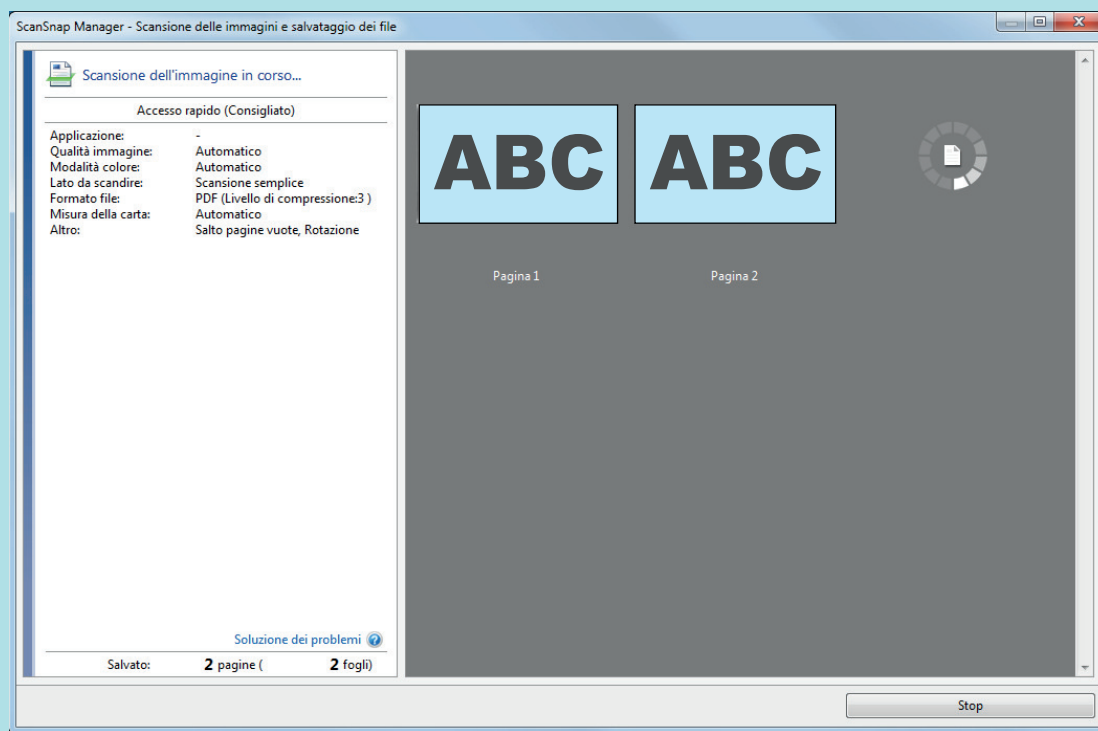 ScanSnap Manager - Scansione delle immagini e salvataggio dei file
Scansione dell'immagine in corso...
Accesso rapido (Consigliato)
Applicazione: -
Qualità immagine: Automatico
Modalità colore: Automatico
Lato da scandire: Scansione semplice
Formato file: PDF (Livello di compressione:3 )
Misura della carta: Automatico
Altro: Salto pagine vuote, Rotazione
Soluzione dei problemi
Salvato: 2 pagine ( 2 fogli)
ABC ABC
Pagina 1 Pagina 2
Stop